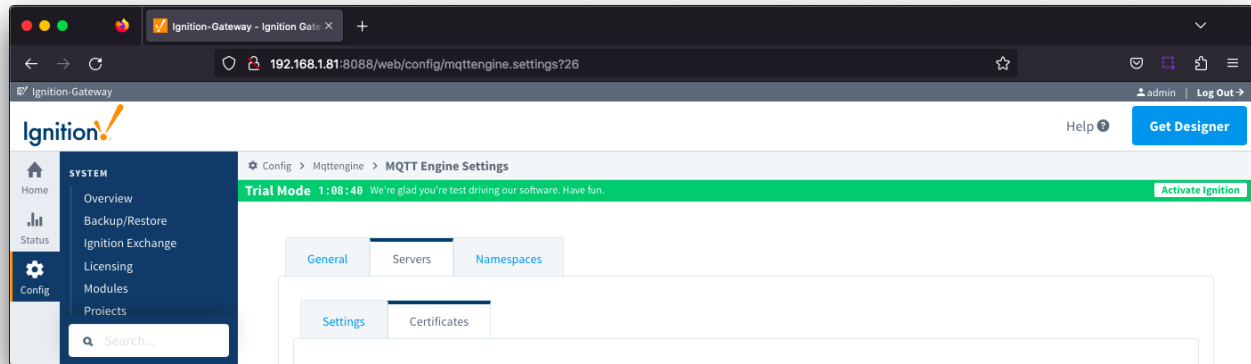 Ignition-Gateway - Ignition Gate
192.168.1.81:8088/web/config/mqttengine.settings?26
Ignition-Gateway
admin | Log Out
Ignition!
Help
Get Designer
Home
Status
Config
SYSTEM
Overview
Backup/Restore
Ignition Exchange
Licensing
Modules
Projects
Search...
Config > Mqttengine > MQTT Engine Settings
Trial Mode 1:08:40 We're glad you're test driving our software. Have fun.
Activate Ignition
General Servers Namespaces
Settings Certificates